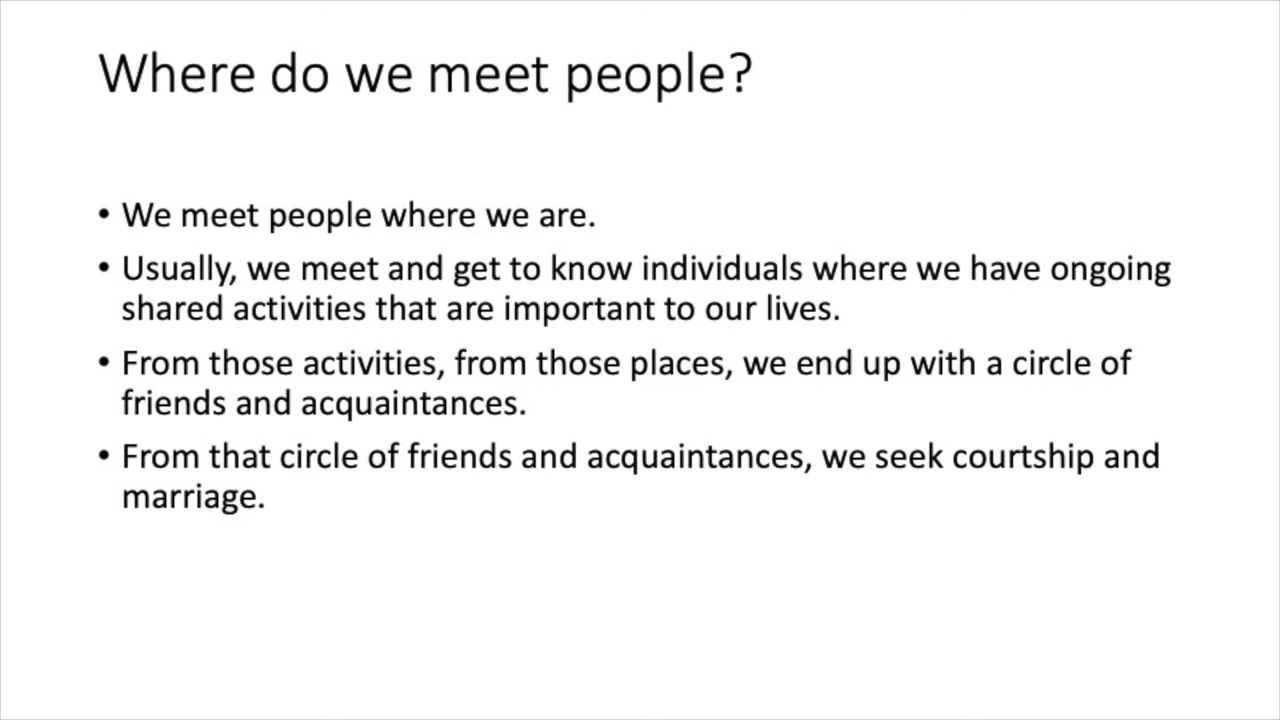 Where do we meet people?
• We meet people where we are.
• Usually, we meet and get to know individuals where we have ongoing
shared activities that are important to our lives.
• From those activities, from those places, we end up with a circle of
friends and acquaintances.
• From that circle of friends and acquaintances, we seek courtship and
marriage.